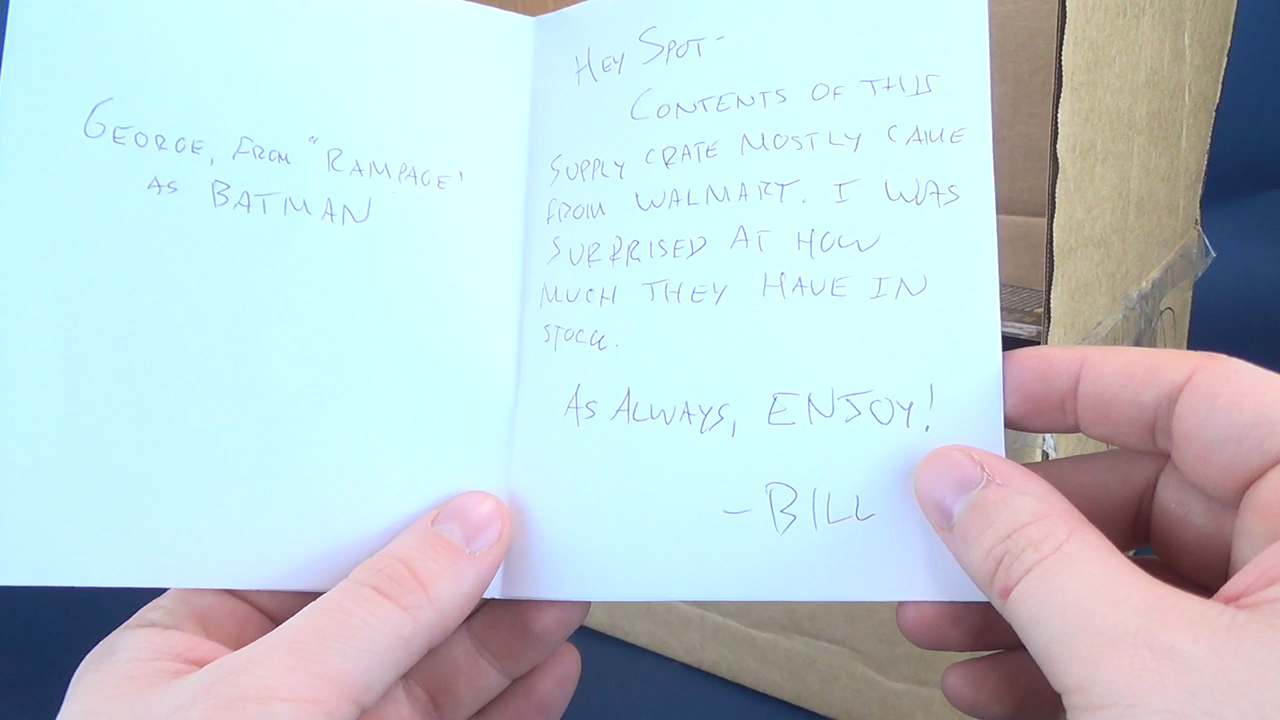 GEORGE, FROM "RAMPAGE"
AS BATMAN
HEY SPOT-
CONTENTS OF THIS
SUPPLY CRATE MOSTLY CAME
FROM WALMART. I WAS
SURPRISED AT HOW
MUCH THEY HAVE IN
STOCK.
AS ALWAYS, ENJOY!
-BILL